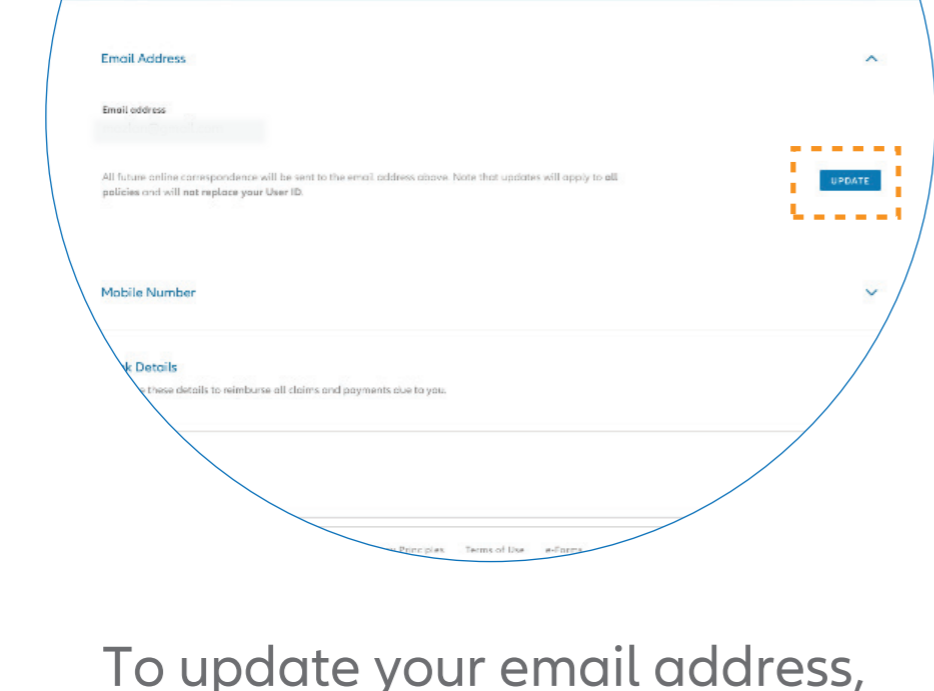 Email Address
Email address
All future online correspondence will be sent to the email address above. Note that updates will apply to all
policies and will not replace your User ID.
UPDATE
Mobile Number
k Details
these details to reimburse all claims and payments due to you.
Principles Terms of Use e-Forms
To update your email address,